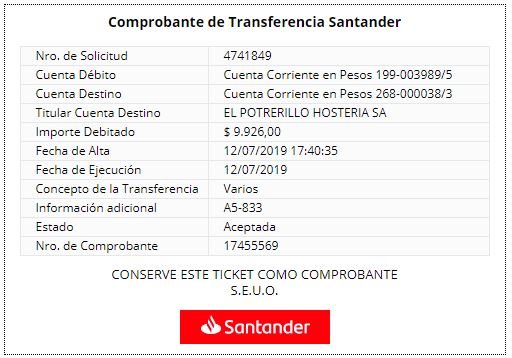 Comprobante de Transferencia Santander
Nro. de Solicitud 4741849
Cuenta Débito Cuenta Corriente en Pesos 199-003989/5
Cuenta Destino Cuenta Corriente en Pesos 268-000038/3
Titular Cuenta Destino EL POTRERILLO HOSTERIA SA
Importe Debitado $ 9.926,00
Fecha de Alta 12/07/2019 17:40:35
Fecha de Ejecución 12/07/2019
Concepto de la Transferencia Varios
Información adicional A5-833
Estado Aceptada
Nro. de Comprobante 17455569
CONSERVE ESTE TICKET COMO COMPROBANTE
S.E.U.O.
Santander